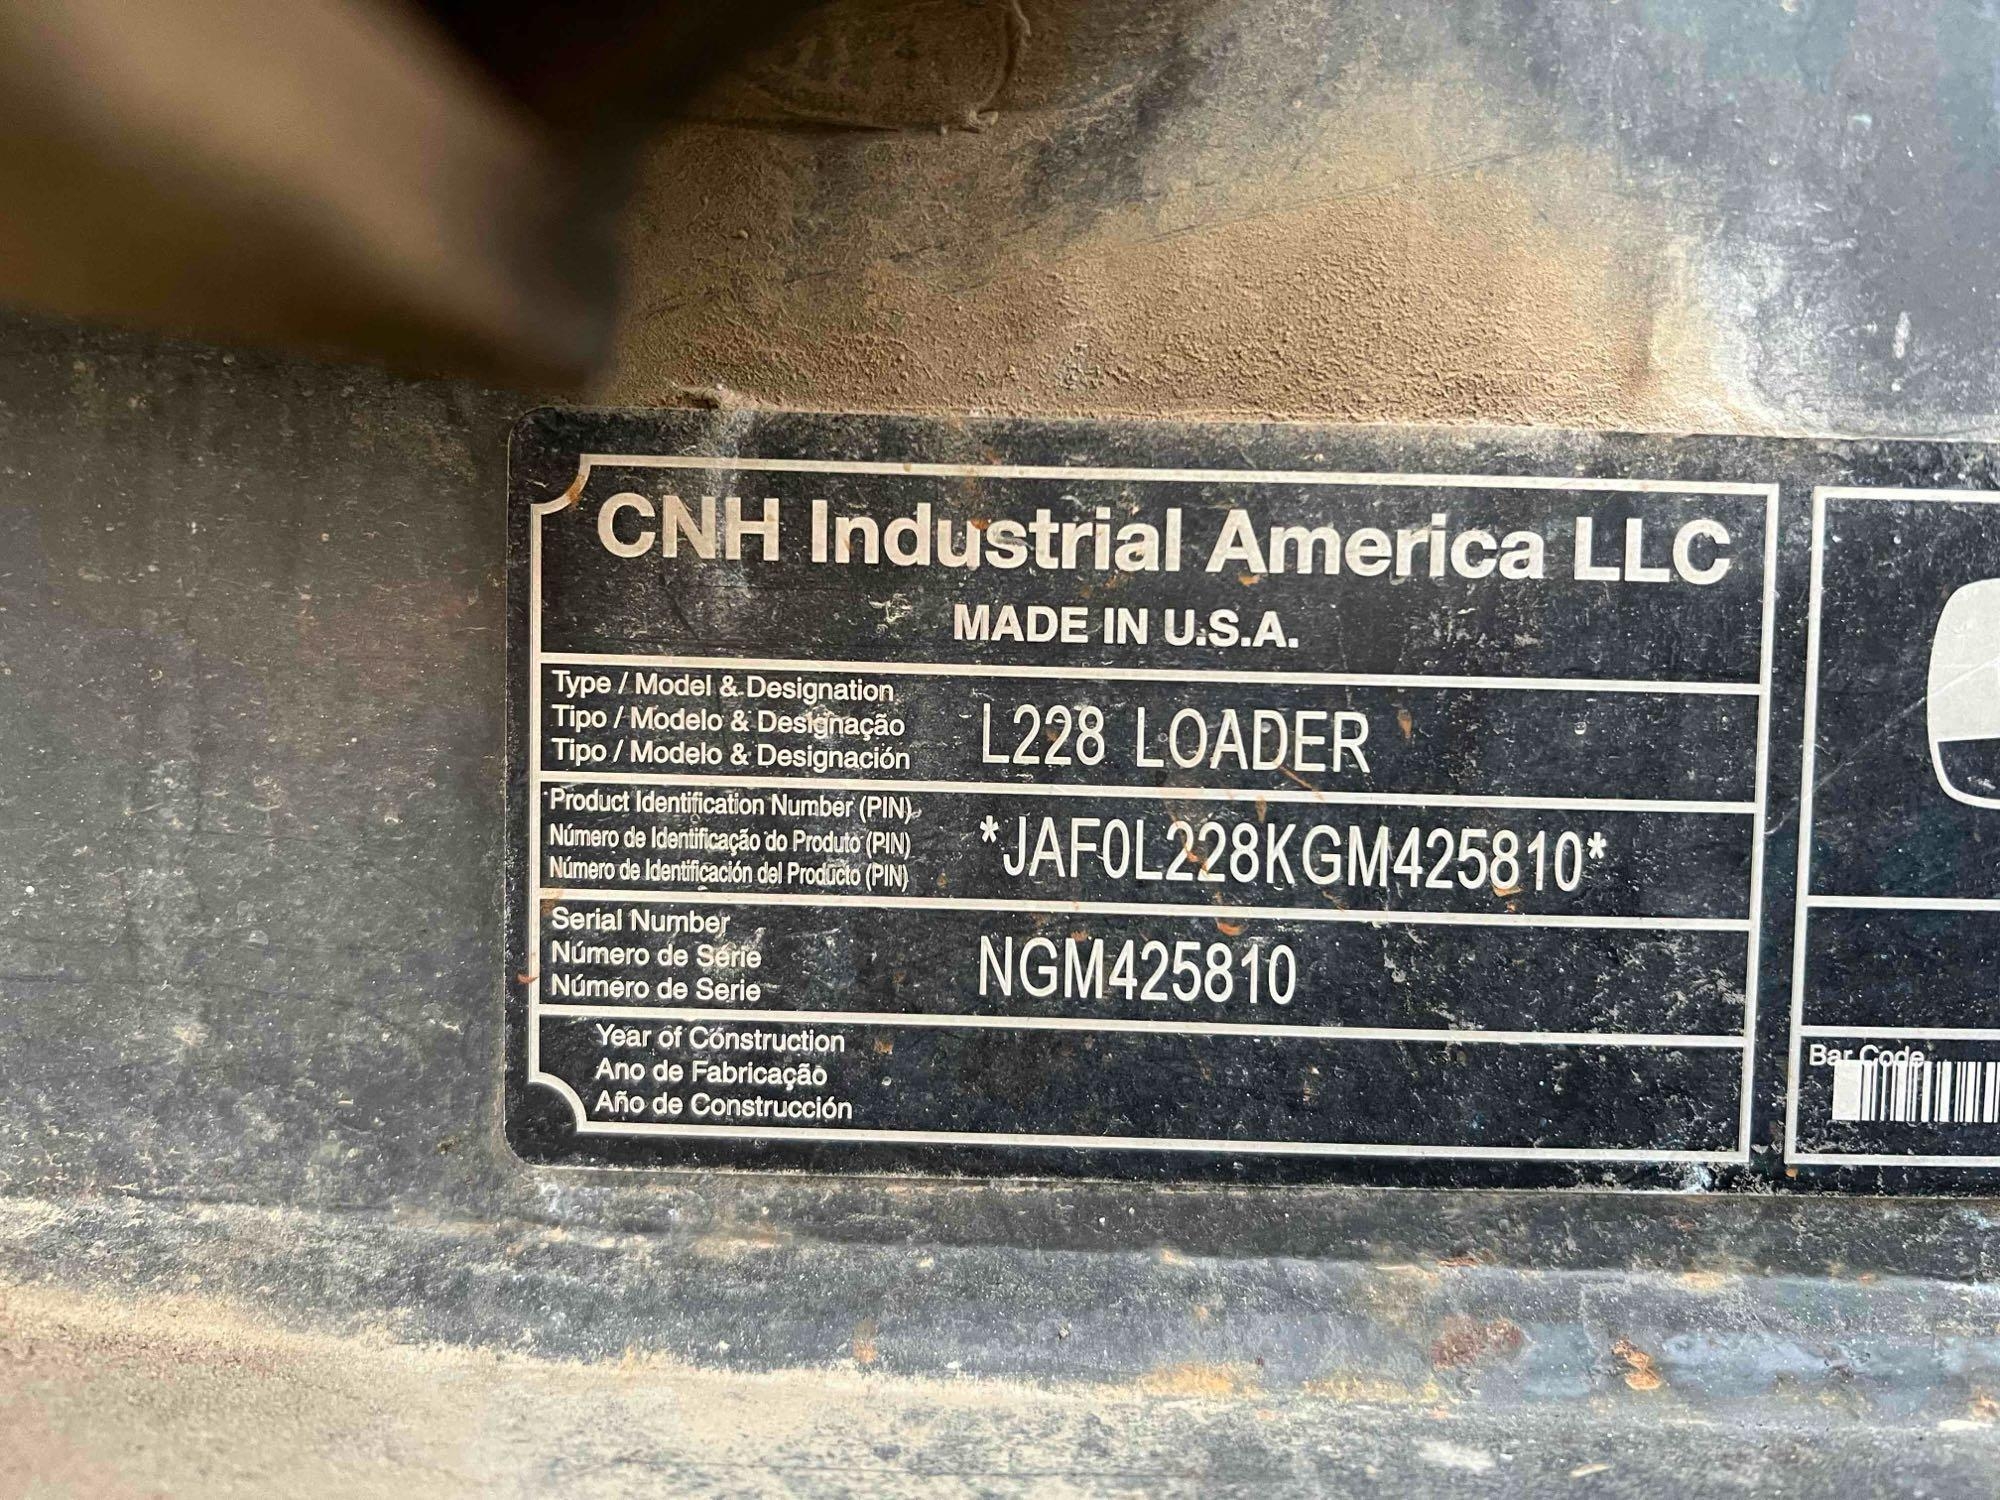 CNH Industrial America LLC
MADE IN U.S.A.
Type / Model & Designation
Tipo / Modelo & Designação
Tipo / Modelo & Designación
L228 LOADER
Product Identification Number (PIN)
Número de Identificação do Produto (PIN)
Número de Identificación del Producto (PIN)
*JAF0L228KGM425810*
Serial Number
Número de Série
Número de Serie
NGM425810
Year of Construction
Ano de Fabricação
Año de Construcción
Bar Code